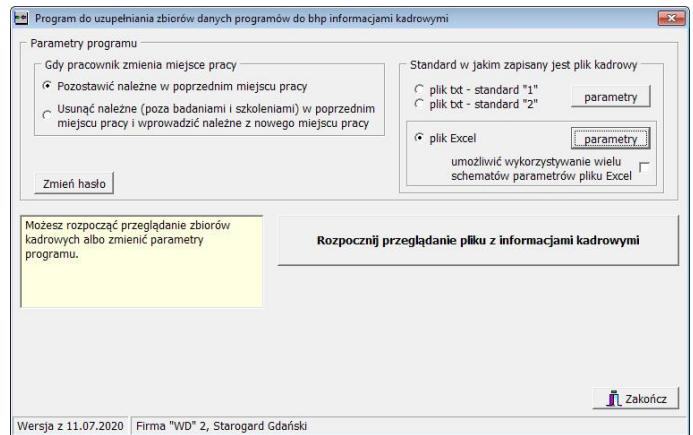 Program do uzupełniania zbiorów danych programów do bhp informacjami kadrowymi
Parametry programu
Gdy pracownik zmienia miejsce pracy
Pozostawić należne w poprzednim miejscu pracy
Usunąć należne (poza badaniami i szkoleniami) w poprzednim
miejscu pracy i wprowadzić należne z nowego miejscu pracy
Zmień hasło
Standard w jakim zapisany jest plik kadrowy
plik txt - standard "1"
plik txt - standard "2"
parametry
plik Excel
parametry
umożliwić wykorzystywanie wielu
schematów parametrów pliku Excel
Możesz rozpocząć przeglądanie zbiorów
kadrowych albo zmienić parametry
programu.
Rozpocznij przeglądanie pliku z informacjami kadrowymi
Zakończ
Wersja z 11.07.2020
Firma "WD" 2, Starogard Gdański